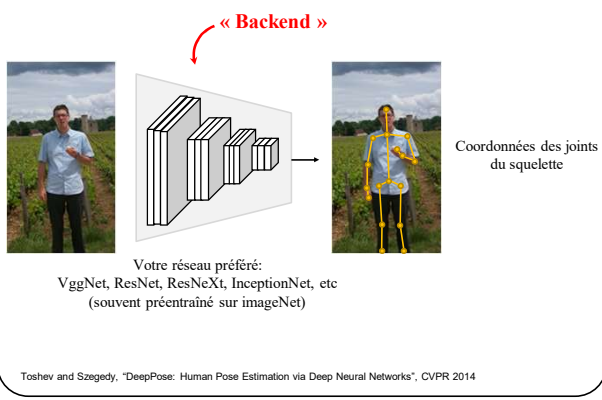 « Backend »
Coordonnées des joints
du squelette
Votre réseau préféré:
VggNet, ResNet, ResNeXt, InceptionNet, etc
(souvent préentraîné sur imageNet)
Toshev and Szegedy, “DeepPose: Human Pose Estimation via Deep Neural Networks”, CVPR 2014